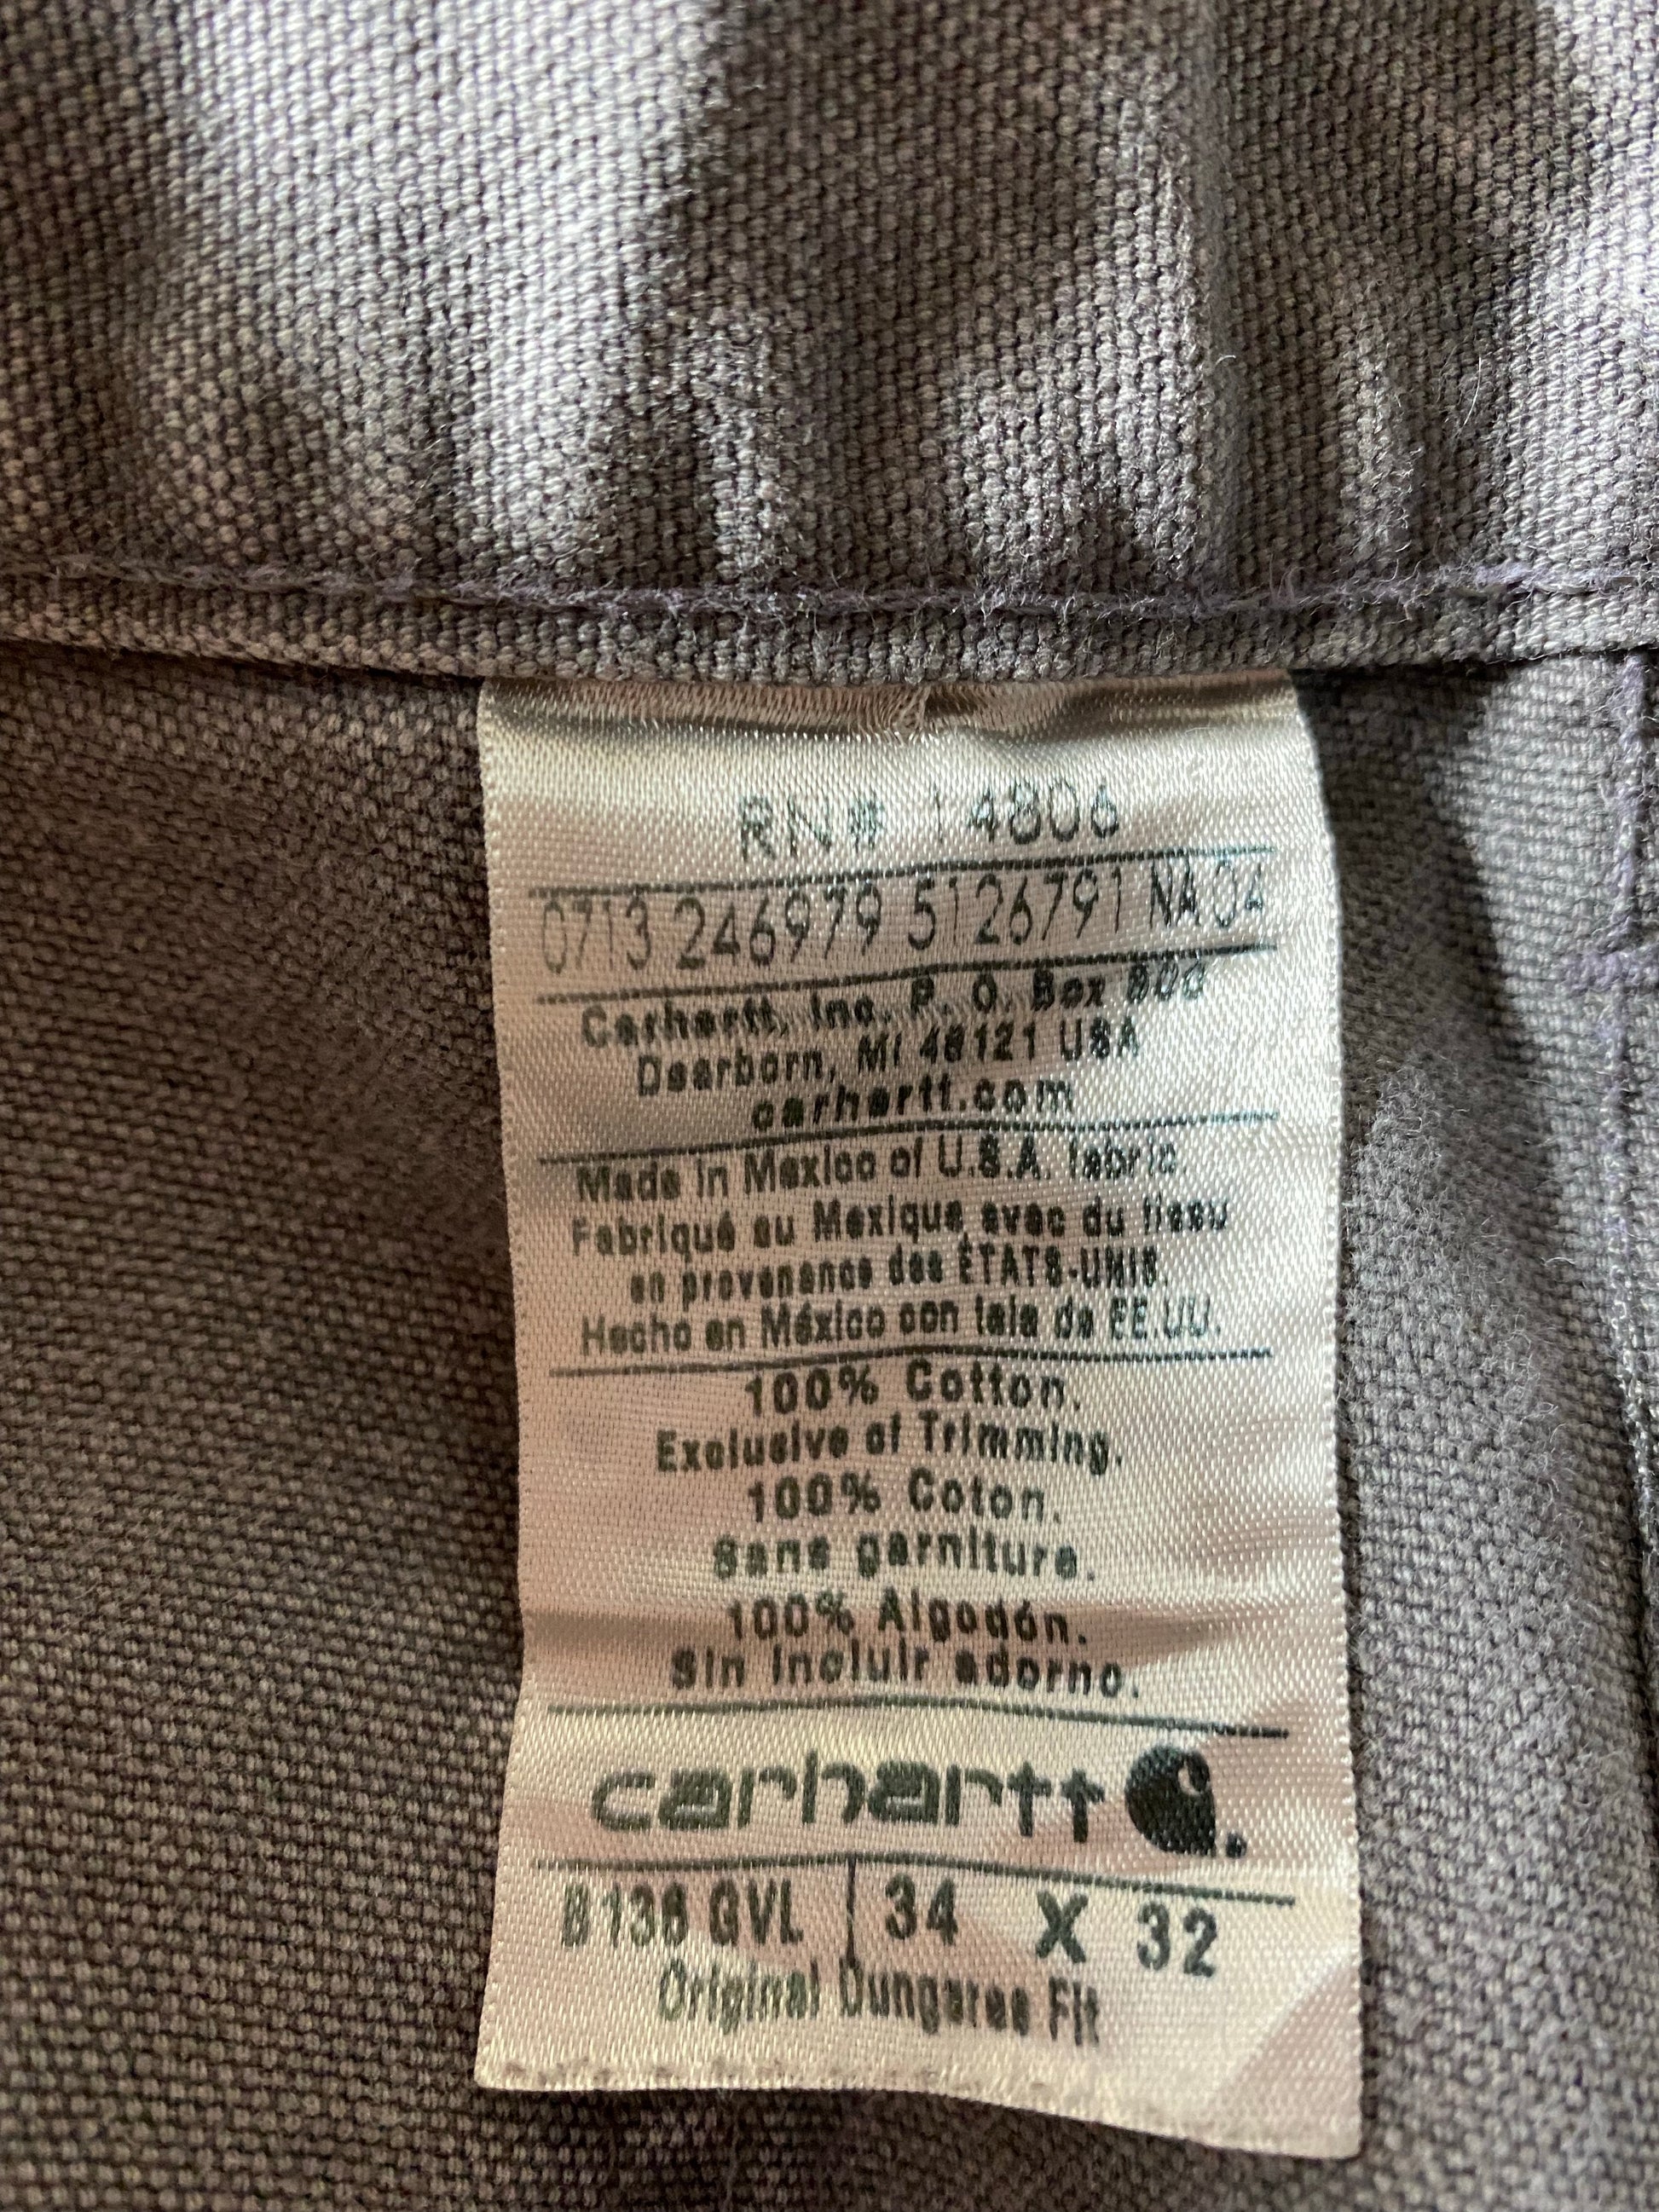 RN# 14806
0713 246979 5126791 NA04
Carhartt, Inc. P. O. Box 600
Dearborn, MI 48121 USA
carhartt.com
Made in Mexico of U.S.A. fabric.
Fabriqué au Mexique avec du tissu
en provenance des ÉTATS-UNIS.
Hecho en México con tela de EE.UU.
100% Cotton.
Exclusive of Trimming.
100% Coton.
Sans garniture.
100% Algodón.
Sin incluir adorno.
carhartt
B136 GVL 34 X 32
Original Dungaree Fit